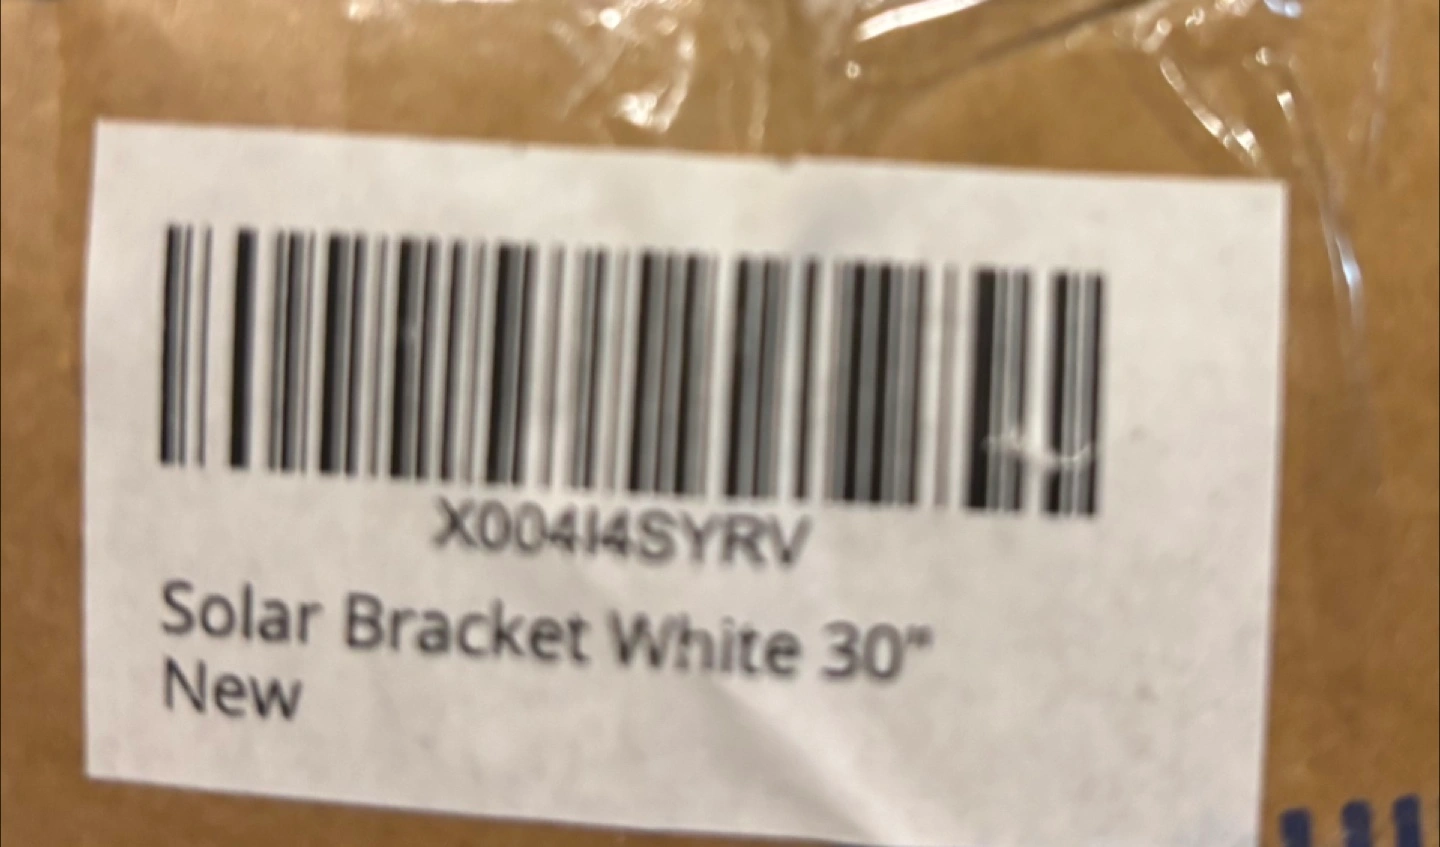 X004I4SYRV
Solar Bracket White 30"
New